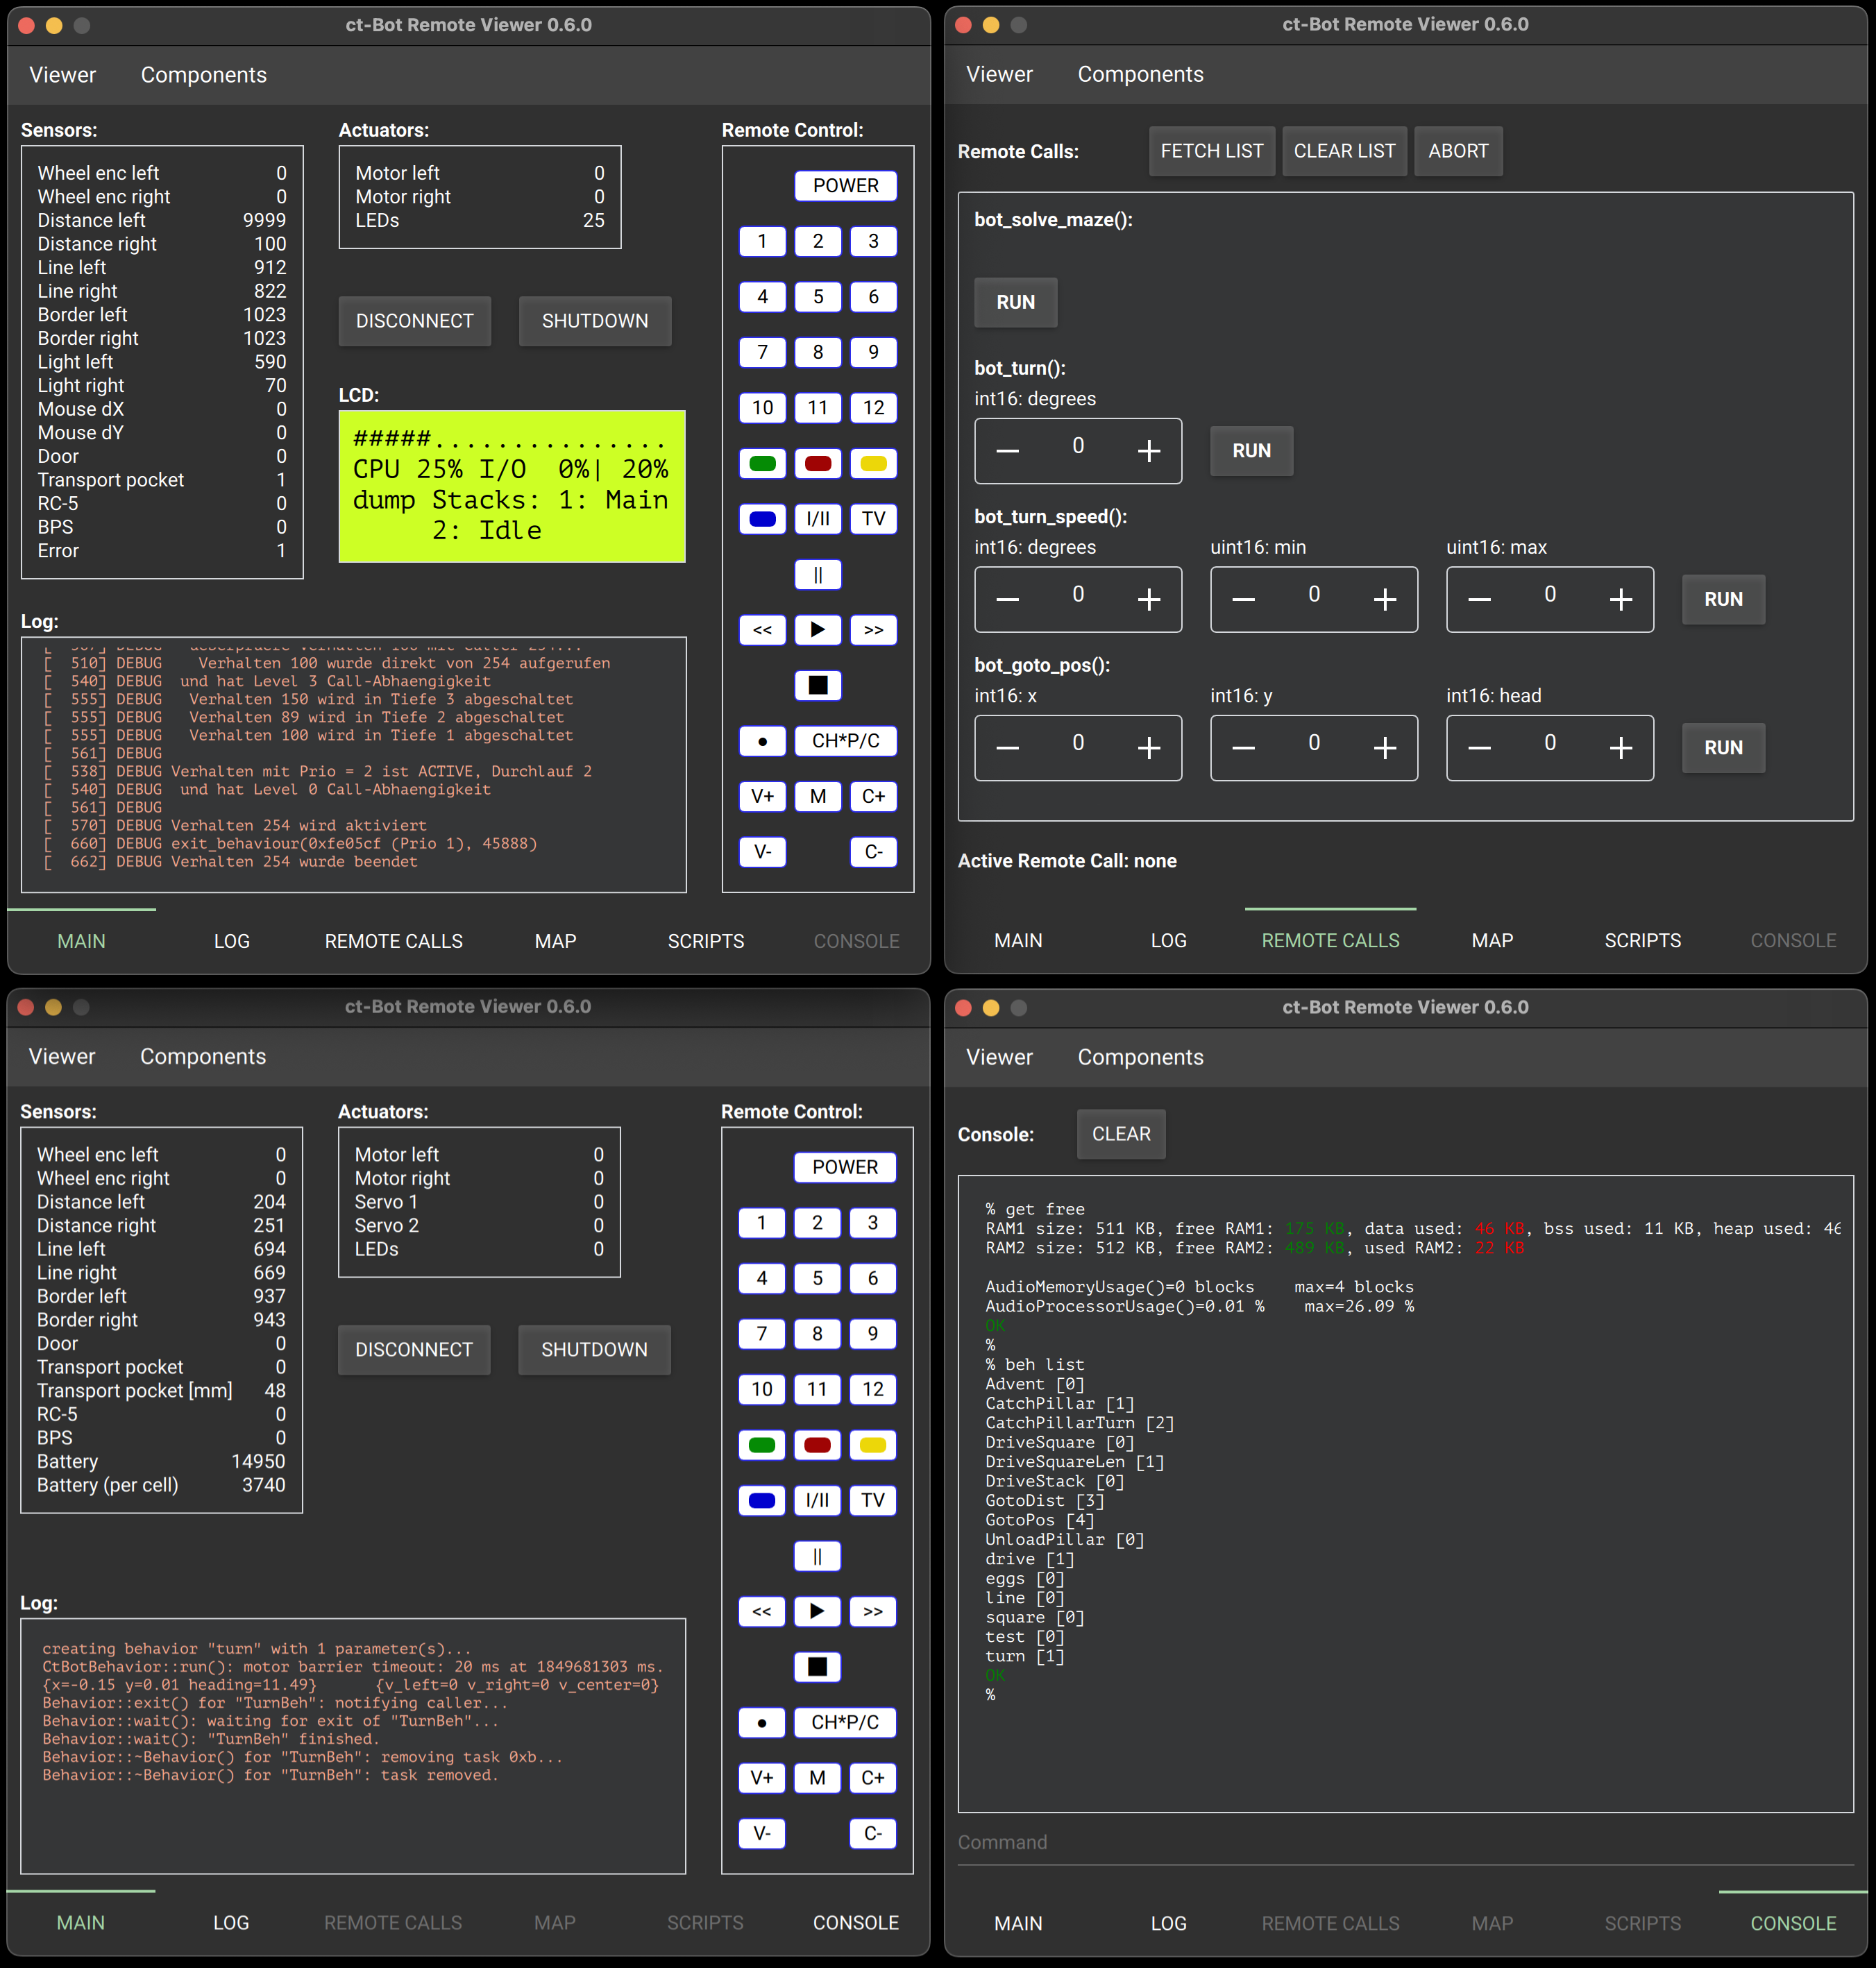 ct-Bot Remote Viewer 0.6.0
Viewer Components
Sensors:
Wheel enc left 0
Wheel enc right 0
Distance left 9999
Distance right 100
Line left 912
Line right 822
Border left 1023
Border right 1023
Light left 590
Light right 70
Mouse dX 0
Mouse dY 0
Door 0
Transport pocket 1
RC-5 0
BPS 0
Error 1
Actuators:
Motor left 0
Motor right 0
LEDs 25
DISCONNECT SHUTDOWN
LCD:
#####...............
CPU 25% I/O  0%| 20%
dump Stacks: 1: Main
2: Idle
Remote Control:
POWER
1 2 3
4 5 6
7 8 9
10 11 12
I/II TV
||
<< ▶ >>
■
● CH*P/C
V+ M C+
V- C-
Log:
[  510] DEBUG    Verhalten 100 wurde direkt von 254 aufgerufen
[  540] DEBUG  und hat Level 3 Call-Abhaengigkeit
[  555] DEBUG   Verhalten 150 wird in Tiefe 3 abgeschaltet
[  555] DEBUG   Verhalten 89 wird in Tiefe 2 abgeschaltet
[  555] DEBUG   Verhalten 100 wird in Tiefe 1 abgeschaltet
[  561] DEBUG
[  538] DEBUG Verhalten mit Prio = 2 ist ACTIVE, Durchlauf 2
[  540] DEBUG  und hat Level 0 Call-Abhaengigkeit
[  561] DEBUG
[  570] DEBUG Verhalten 254 wird aktiviert
[  660] DEBUG exit_behaviour(0xfe05cf (Prio 1), 45888)
[  662] DEBUG Verhalten 254 wurde beendet
MAIN LOG REMOTE CALLS MAP SCRIPTS CONSOLE
ct-Bot Remote Viewer 0.6.0
Viewer Components
Remote Calls: FETCH LIST CLEAR LIST ABORT
bot_solve_maze():
RUN
bot_turn():
int16: degrees
− 0 + RUN
bot_turn_speed():
int16: degrees uint16: min uint16: max
− 0 + − 0 + − 0 + RUN
bot_goto_pos():
int16: x int16: y int16: head
− 0 + − 0 + − 0 + RUN
Active Remote Call: none
MAIN LOG REMOTE CALLS MAP SCRIPTS CONSOLE
ct-Bot Remote Viewer 0.6.0
Viewer Components
Sensors:
Wheel enc left 0
Wheel enc right 0
Distance left 204
Distance right 251
Line left 694
Line right 669
Border left 937
Border right 943
Door 0
Transport pocket 0
Transport pocket [mm] 48
RC-5 0
BPS 0
Battery 14950
Battery (per cell) 3740
Actuators:
Motor left 0
Motor right 0
Servo 1 0
Servo 2 0
LEDs 0
DISCONNECT SHUTDOWN
Remote Control:
POWER
1 2 3
4 5 6
7 8 9
10 11 12
I/II TV
||
<< ▶ >>
■
● CH*P/C
V+ M C+
V- C-
Log:
creating behavior "turn" with 1 parameter(s)...
CtBotBehavior::run(): motor barrier timeout: 20 ms at 1849681303 ms.
{x=-0.15 y=0.01 heading=11.49} {v_left=0 v_right=0 v_center=0}
Behavior::exit() for "TurnBeh": notifying caller...
Behavior::wait(): waiting for exit of "TurnBeh"...
Behavior::wait(): "TurnBeh" finished.
Behavior::~Behavior() for "TurnBeh": removing task 0xb...
Behavior::~Behavior() for "TurnBeh": task removed.
MAIN LOG REMOTE CALLS MAP SCRIPTS CONSOLE
ct-Bot Remote Viewer 0.6.0
Viewer Components
Console: CLEAR
% get free
RAM1 size: 511 KB, free RAM1: 175 KB, data used: 46 KB, bss used: 11 KB, heap used: 46
RAM2 size: 512 KB, free RAM2: 489 KB, used RAM2: 22 KB
AudioMemoryUsage()=0 blocks    max=4 blocks
AudioProcessorUsage()=0.01 %    max=26.09 %
OK
%
% beh list
Advent [0]
CatchPillar [1]
CatchPillarTurn [2]
DriveSquare [0]
DriveSquareLen [1]
DriveStack [0]
GotoDist [3]
GotoPos [4]
UnloadPillar [0]
drive [1]
eggs [0]
line [0]
square [0]
test [0]
turn [1]
OK
%
Command
MAIN LOG REMOTE CALLS MAP SCRIPTS CONSOLE